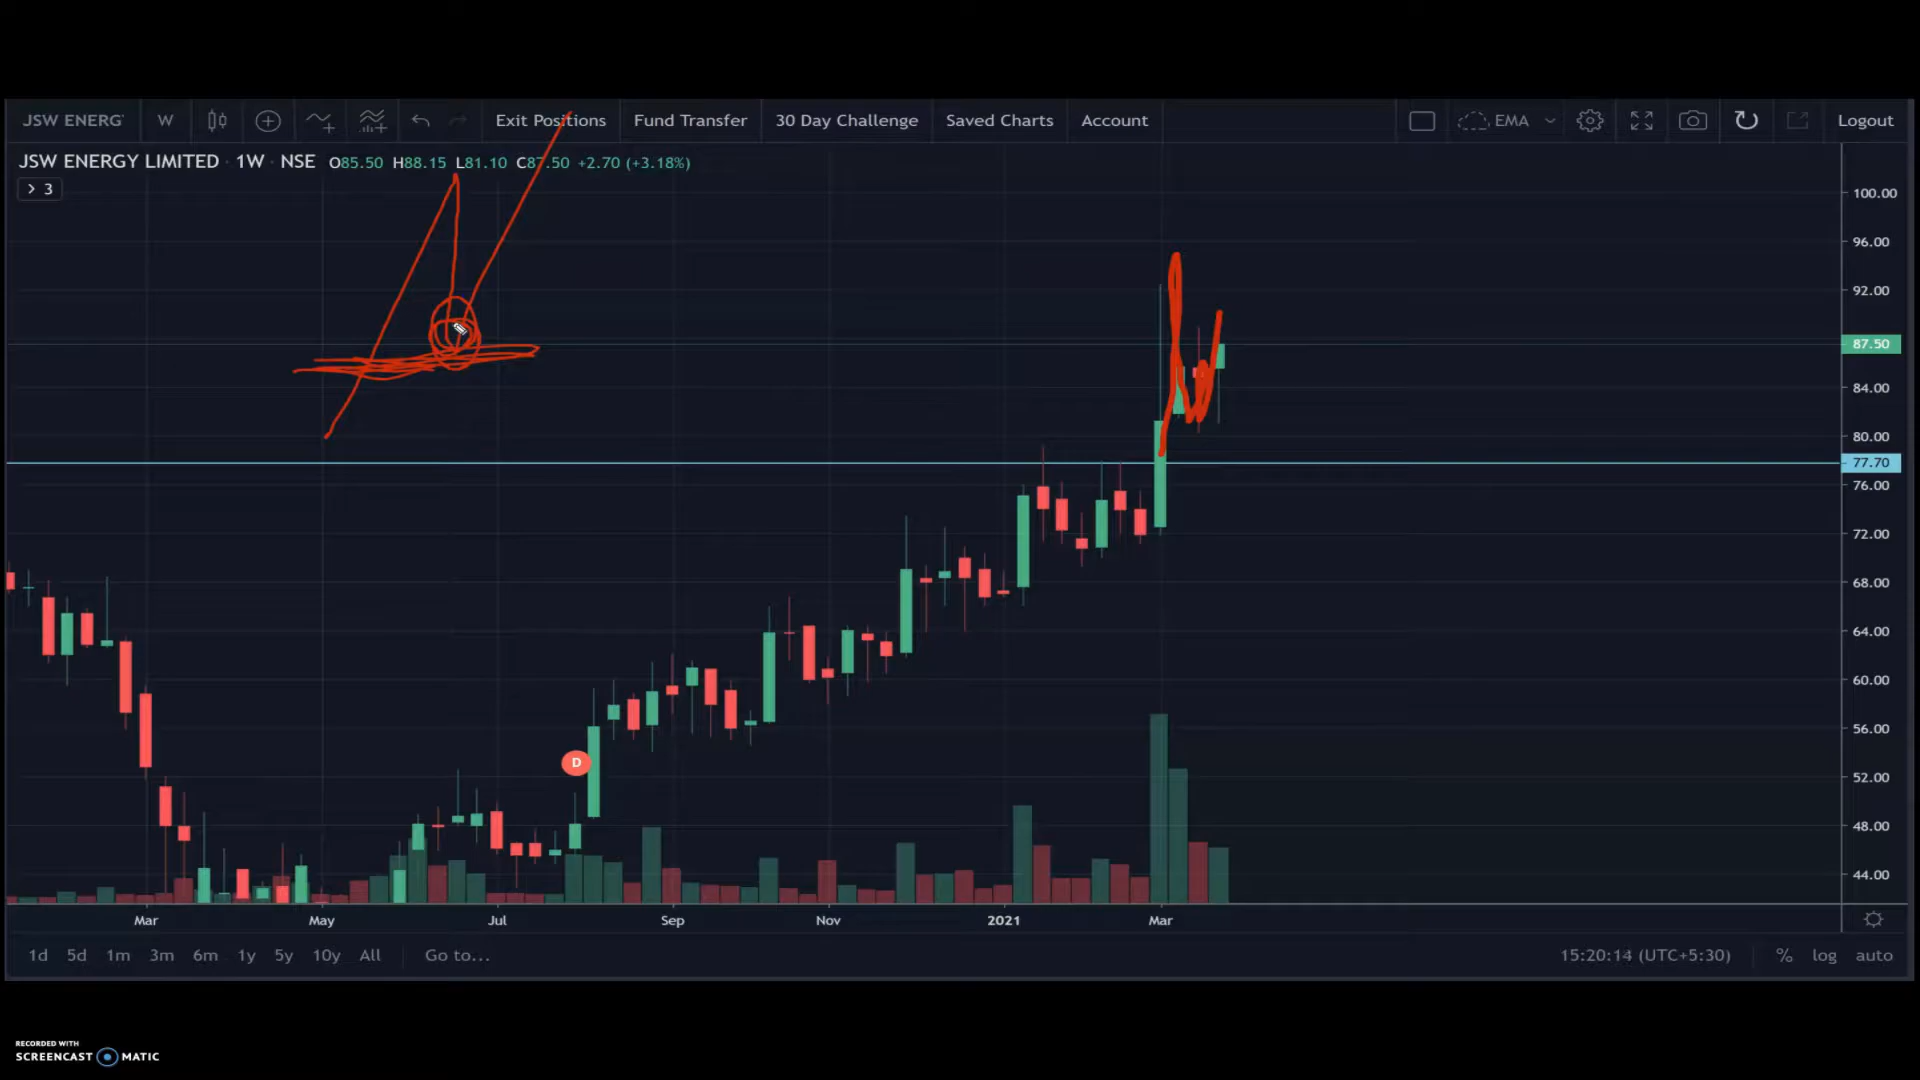 JSW ENERG W Exit Positions Fund Transfer 30 Day Challenge Saved Charts Account EMA Logout
JSW ENERGY LIMITED · 1W · NSE O85.50 H88.15 L81.10 C87.50 +2.70 (+3.18%)
> 3
100.00
96.00
92.00
87.50
84.00
80.00
77.70
76.00
72.00
68.00
64.00
60.00
56.00
D
52.00
48.00
44.00
Mar May Jul Sep Nov 2021 Mar
1d 5d 1m 3m 6m 1y 5y 10y All Go to... 15:20:14 (UTC+5:30) % log auto
RECORDED WITH
SCREENCAST MATIC